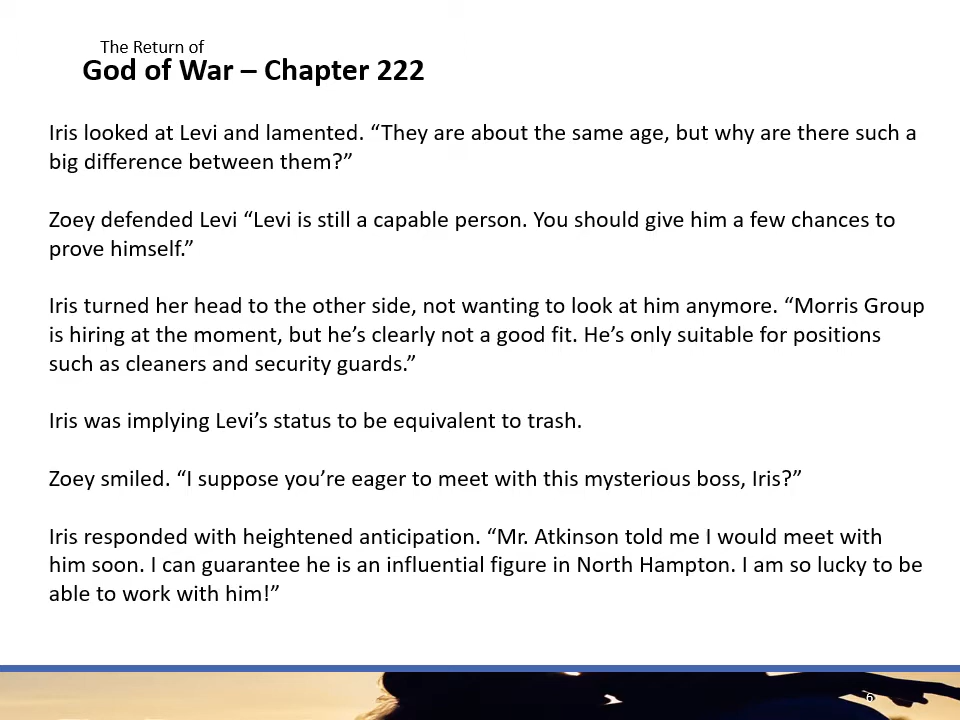 The Return of
God of War – Chapter 222
Iris looked at Levi and lamented. “They are about the same age, but why are there such a
big difference between them?”
Zoey defended Levi “Levi is still a capable person. You should give him a few chances to
prove himself.”
Iris turned her head to the other side, not wanting to look at him anymore. “Morris Group
is hiring at the moment, but he’s clearly not a good fit. He’s only suitable for positions
such as cleaners and security guards.”
Iris was implying Levi’s status to be equivalent to trash.
Zoey smiled. “I suppose you’re eager to meet with this mysterious boss, Iris?”
Iris responded with heightened anticipation. “Mr. Atkinson told me I would meet with
him soon. I can guarantee he is an influential figure in North Hampton. I am so lucky to be
able to work with him!”
6